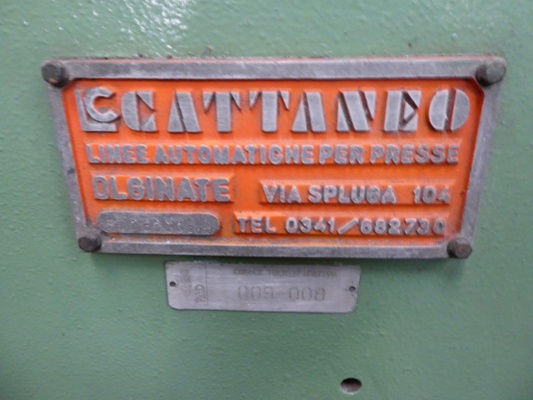 CATTANEO
LINEE AUTOMATICHE PER PRESSE
OLGINATE VIA SPLUGA 104
TEL 0341/682730
009-008